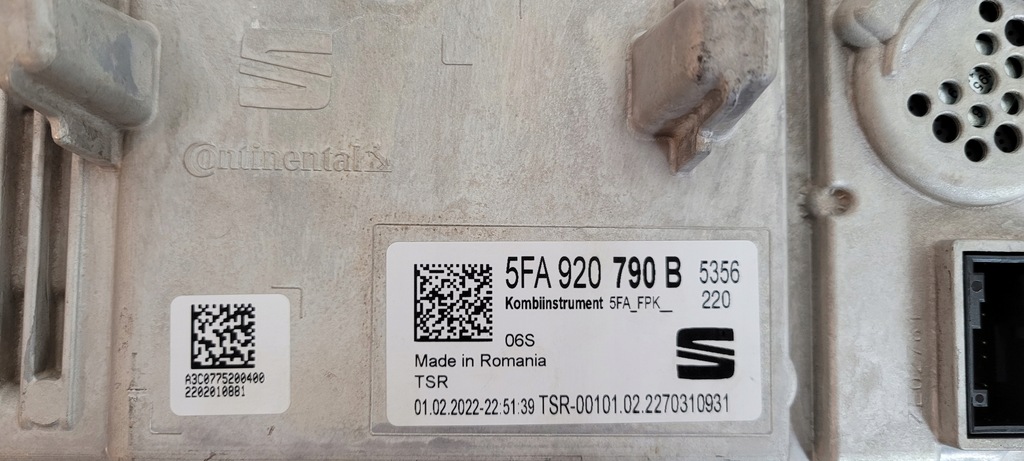 Continental
5FA 920 790 B 5356
Kombiinstrument 5FA_FPK__ 220
06S
Made in Romania
TSR
01.02.2022-22:51:39 TSR-00101.02.2270310931
A3C0775200400
2202010881